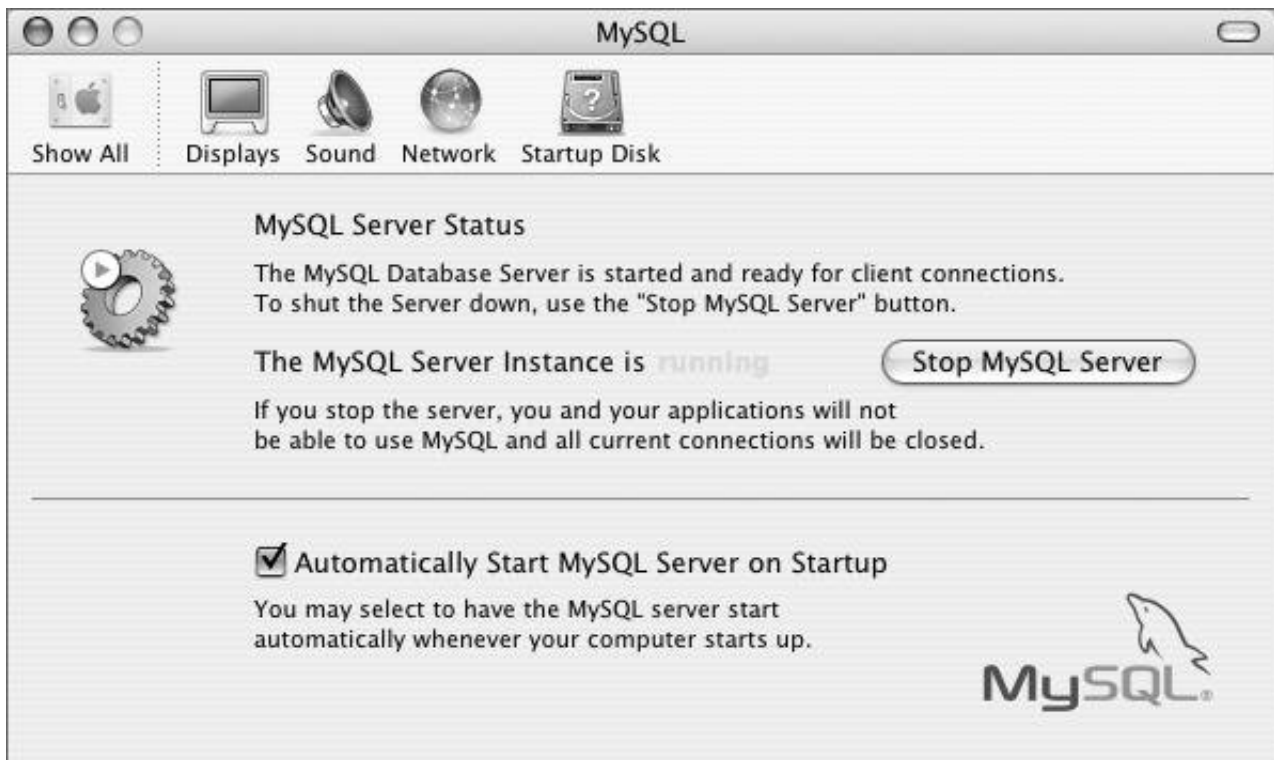 MySQL
Show All
Displays
Sound
Network
Startup Disk
MySQL Server Status
The MySQL Database Server is started and ready for client connections.
To shut the Server down, use the "Stop MySQL Server" button.
The MySQL Server Instance is running
Stop MySQL Server
If you stop the server, you and your applications will not
be able to use MySQL and all current connections will be closed.
Automatically Start MySQL Server on Startup
You may select to have the MySQL server start
automatically whenever your computer starts up.
MySQL®